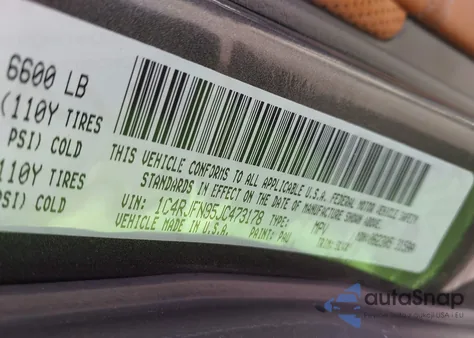 6600 LB
(110Y TIRES
PSI) COLD
110Y TIRES
PSI) COLD
THIS VEHICLE CONFORMS TO ALL APPLICABLE U.S.A. FEDERAL MOTOR VEHICLE SAFETY
STANDARDS IN EFFECT ON THE DATE OF MANUFACTURE SHOWN ABOVE.
VIN: 1C4RJFN95JC473178 TYPE: MPV
VEHICLE MADE IN U.S.A. PAINT: PAU TRIM:
autoSnap